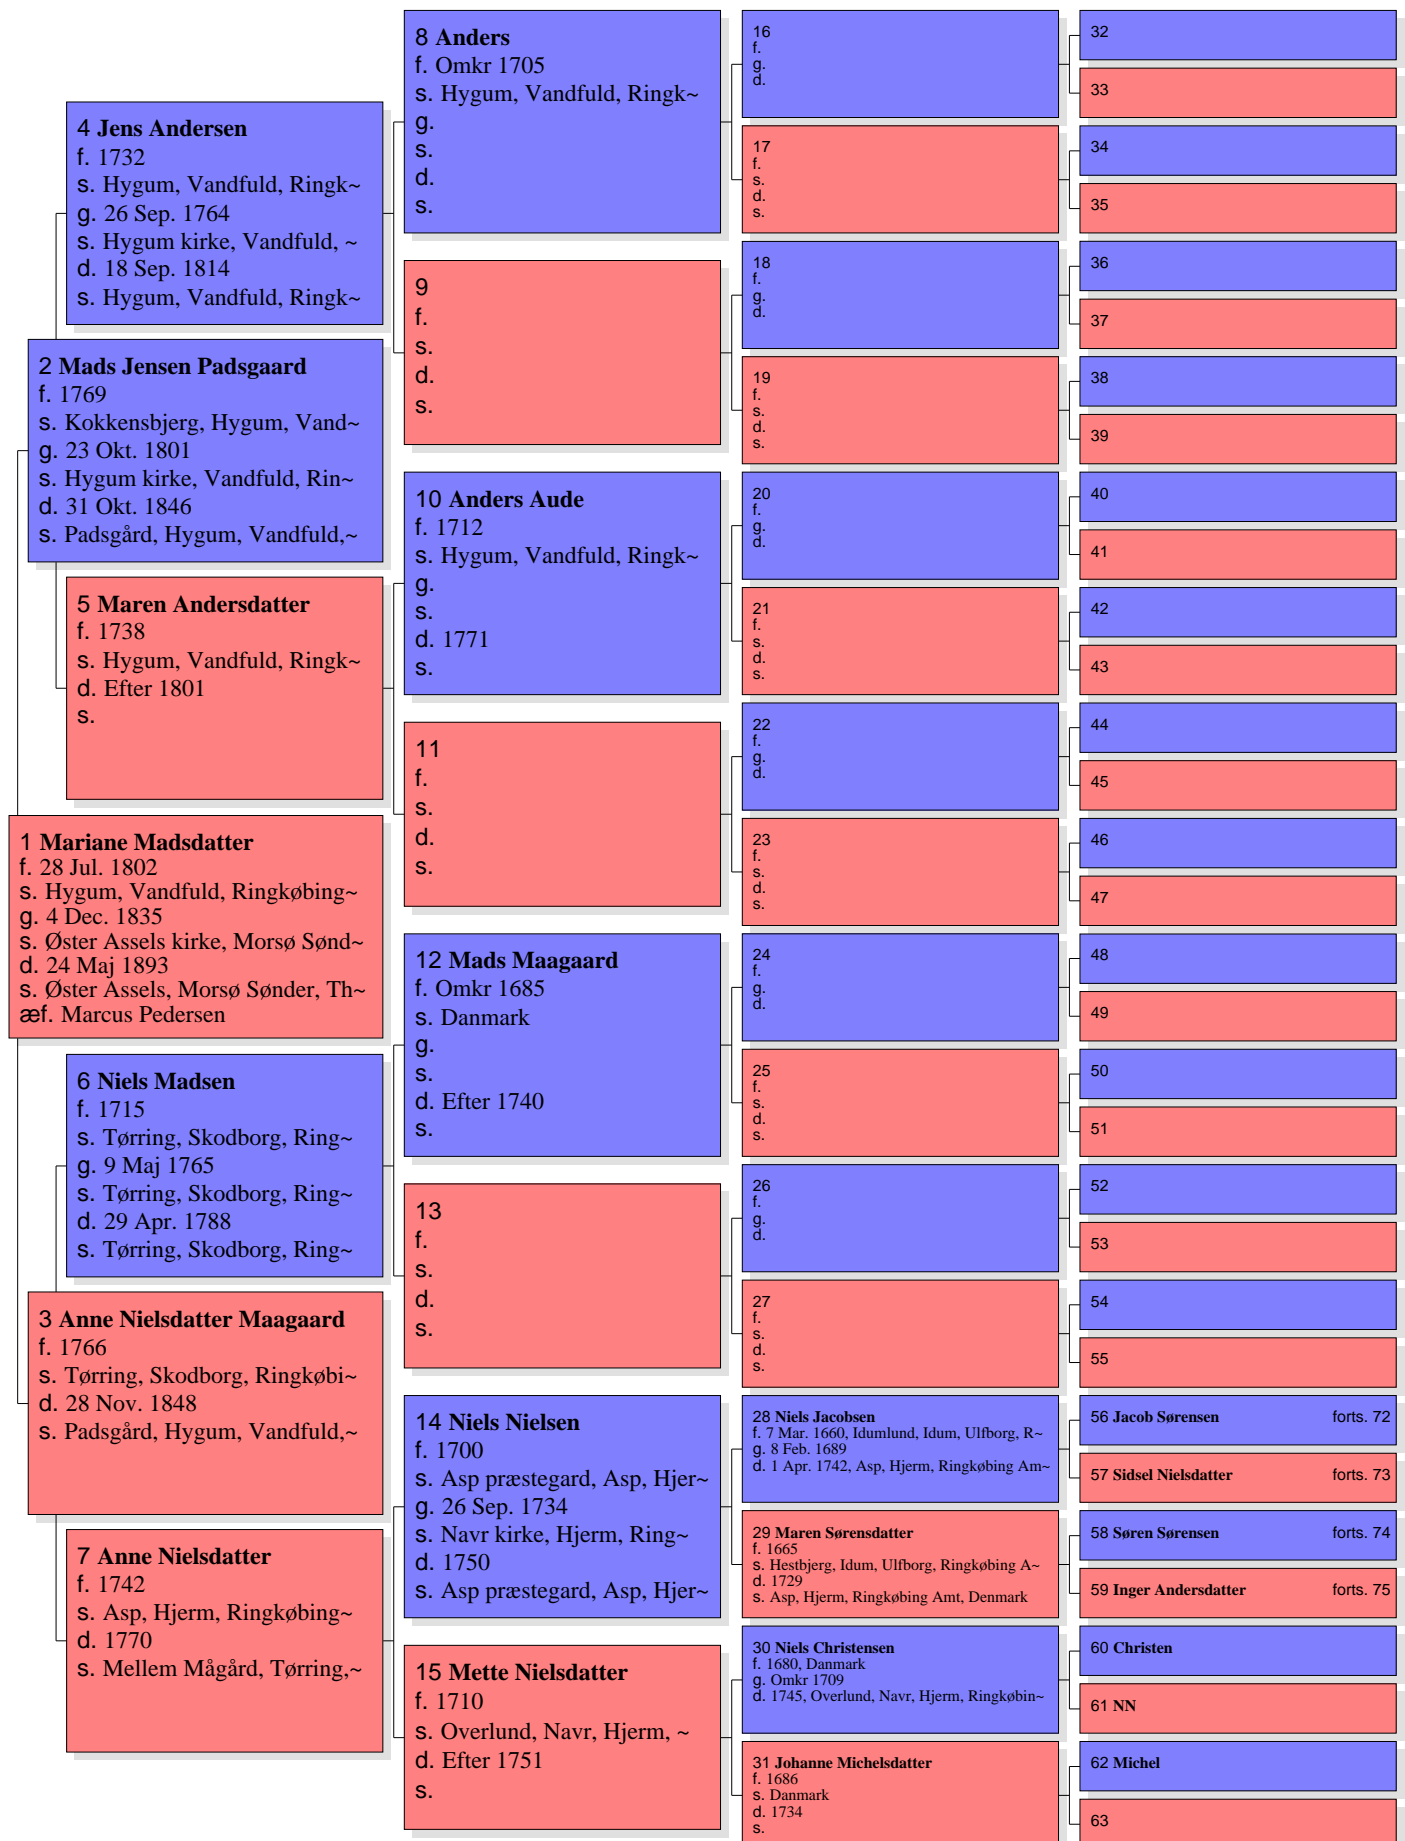 1 Mariane Madsdatter
f. 28 Jul. 1802
s. Hygum, Vandfuld, Ringkøbing~
g. 4 Dec. 1835
s. Øster Assels kirke, Morsø Sønd~
d. 24 Maj 1893
s. Øster Assels, Morsø Sønder, Th~
æf. Marcus Pedersen
2 Mads Jensen Padsgaard
f. 1769
s. Kokkensbjerg, Hygum, Vand~
g. 23 Okt. 1801
s. Hygum kirke, Vandfuld, Rin~
d. 31 Okt. 1846
s. Padsgård, Hygum, Vandfuld,~
3 Anne Nielsdatter Maagaard
f. 1766
s. Tørring, Skodborg, Ringkøbi~
d. 28 Nov. 1848
s. Padsgård, Hygum, Vandfuld,~
4 Jens Andersen
f. 1732
s. Hygum, Vandfuld, Ringk~
g. 26 Sep. 1764
s. Hygum kirke, Vandfuld, ~
d. 18 Sep. 1814
s. Hygum, Vandfuld, Ringk~
5 Maren Andersdatter
f. 1738
s. Hygum, Vandfuld, Ringk~
d. Efter 1801
s.
6 Niels Madsen
f. 1715
s. Tørring, Skodborg, Ring~
g. 9 Maj 1765
s. Tørring, Skodborg, Ring~
d. 29 Apr. 1788
s. Tørring, Skodborg, Ring~
7 Anne Nielsdatter
f. 1742
s. Asp, Hjerm, Ringkøbing~
d. 1770
s. Mellem Mågård, Tørring,~
8 Anders
f. Omkr 1705
s. Hygum, Vandfuld, Ringk~
g.
s.
d.
s.
9
f.
s.
d.
s.
10 Anders Aude
f. 1712
s. Hygum, Vandfuld, Ringk~
g.
s.
d. 1771
s.
11
f.
s.
d.
s.
12 Mads Maagaard
f. Omkr 1685
s. Danmark
g.
s.
d. Efter 1740
s.
13
f.
s.
d.
s.
14 Niels Nielsen
f. 1700
s. Asp præstegard, Asp, Hjer~
g. 26 Sep. 1734
s. Navr kirke, Hjerm, Ring~
d. 1750
s. Asp præstegard, Asp, Hjer~
15 Mette Nielsdatter
f. 1710
s. Overlund, Navr, Hjerm, ~
d. Efter 1751
s.
16
f.
g.
d.
17
f.
s.
d.
s.
18
f.
g.
d.
19
f.
s.
d.
s.
20
f.
g.
d.
21
f.
s.
d.
s.
22
f.
g.
d.
23
f.
s.
d.
s.
24
f.
g.
d.
25
f.
s.
d.
s.
26
f.
g.
d.
27
f.
s.
d.
s.
28 Niels Jacobsen
f. 7 Mar. 1660, Idumlund, Idum, Ulfborg, R~
g. 8 Feb. 1689
d. 1 Apr. 1742, Asp, Hjerm, Ringkøbing Am~
29 Maren Sørensdatter
f. 1665
s. Hestbjerg, Idum, Ulfborg, Ringkøbing A~
d. 1729
s. Asp, Hjerm, Ringkøbing Amt, Denmark
30 Niels Christensen
f. 1680, Danmark
g. Omkr 1709
d. 1745, Overlund, Navr, Hjerm, Ringkøbin~
31 Johanne Michelsdatter
f. 1686
s. Danmark
d. 1734
s.
32
33
34
35
36
37
38
39
40
41
42
43
44
45
46
47
48
49
50
51
52
53
54
55
56 Jacob Sørensen forts. 72
57 Sidsel Nielsdatter forts. 73
58 Søren Sørensen forts. 74
59 Inger Andersdatter forts. 75
60 Christen
61 NN
62 Michel
63